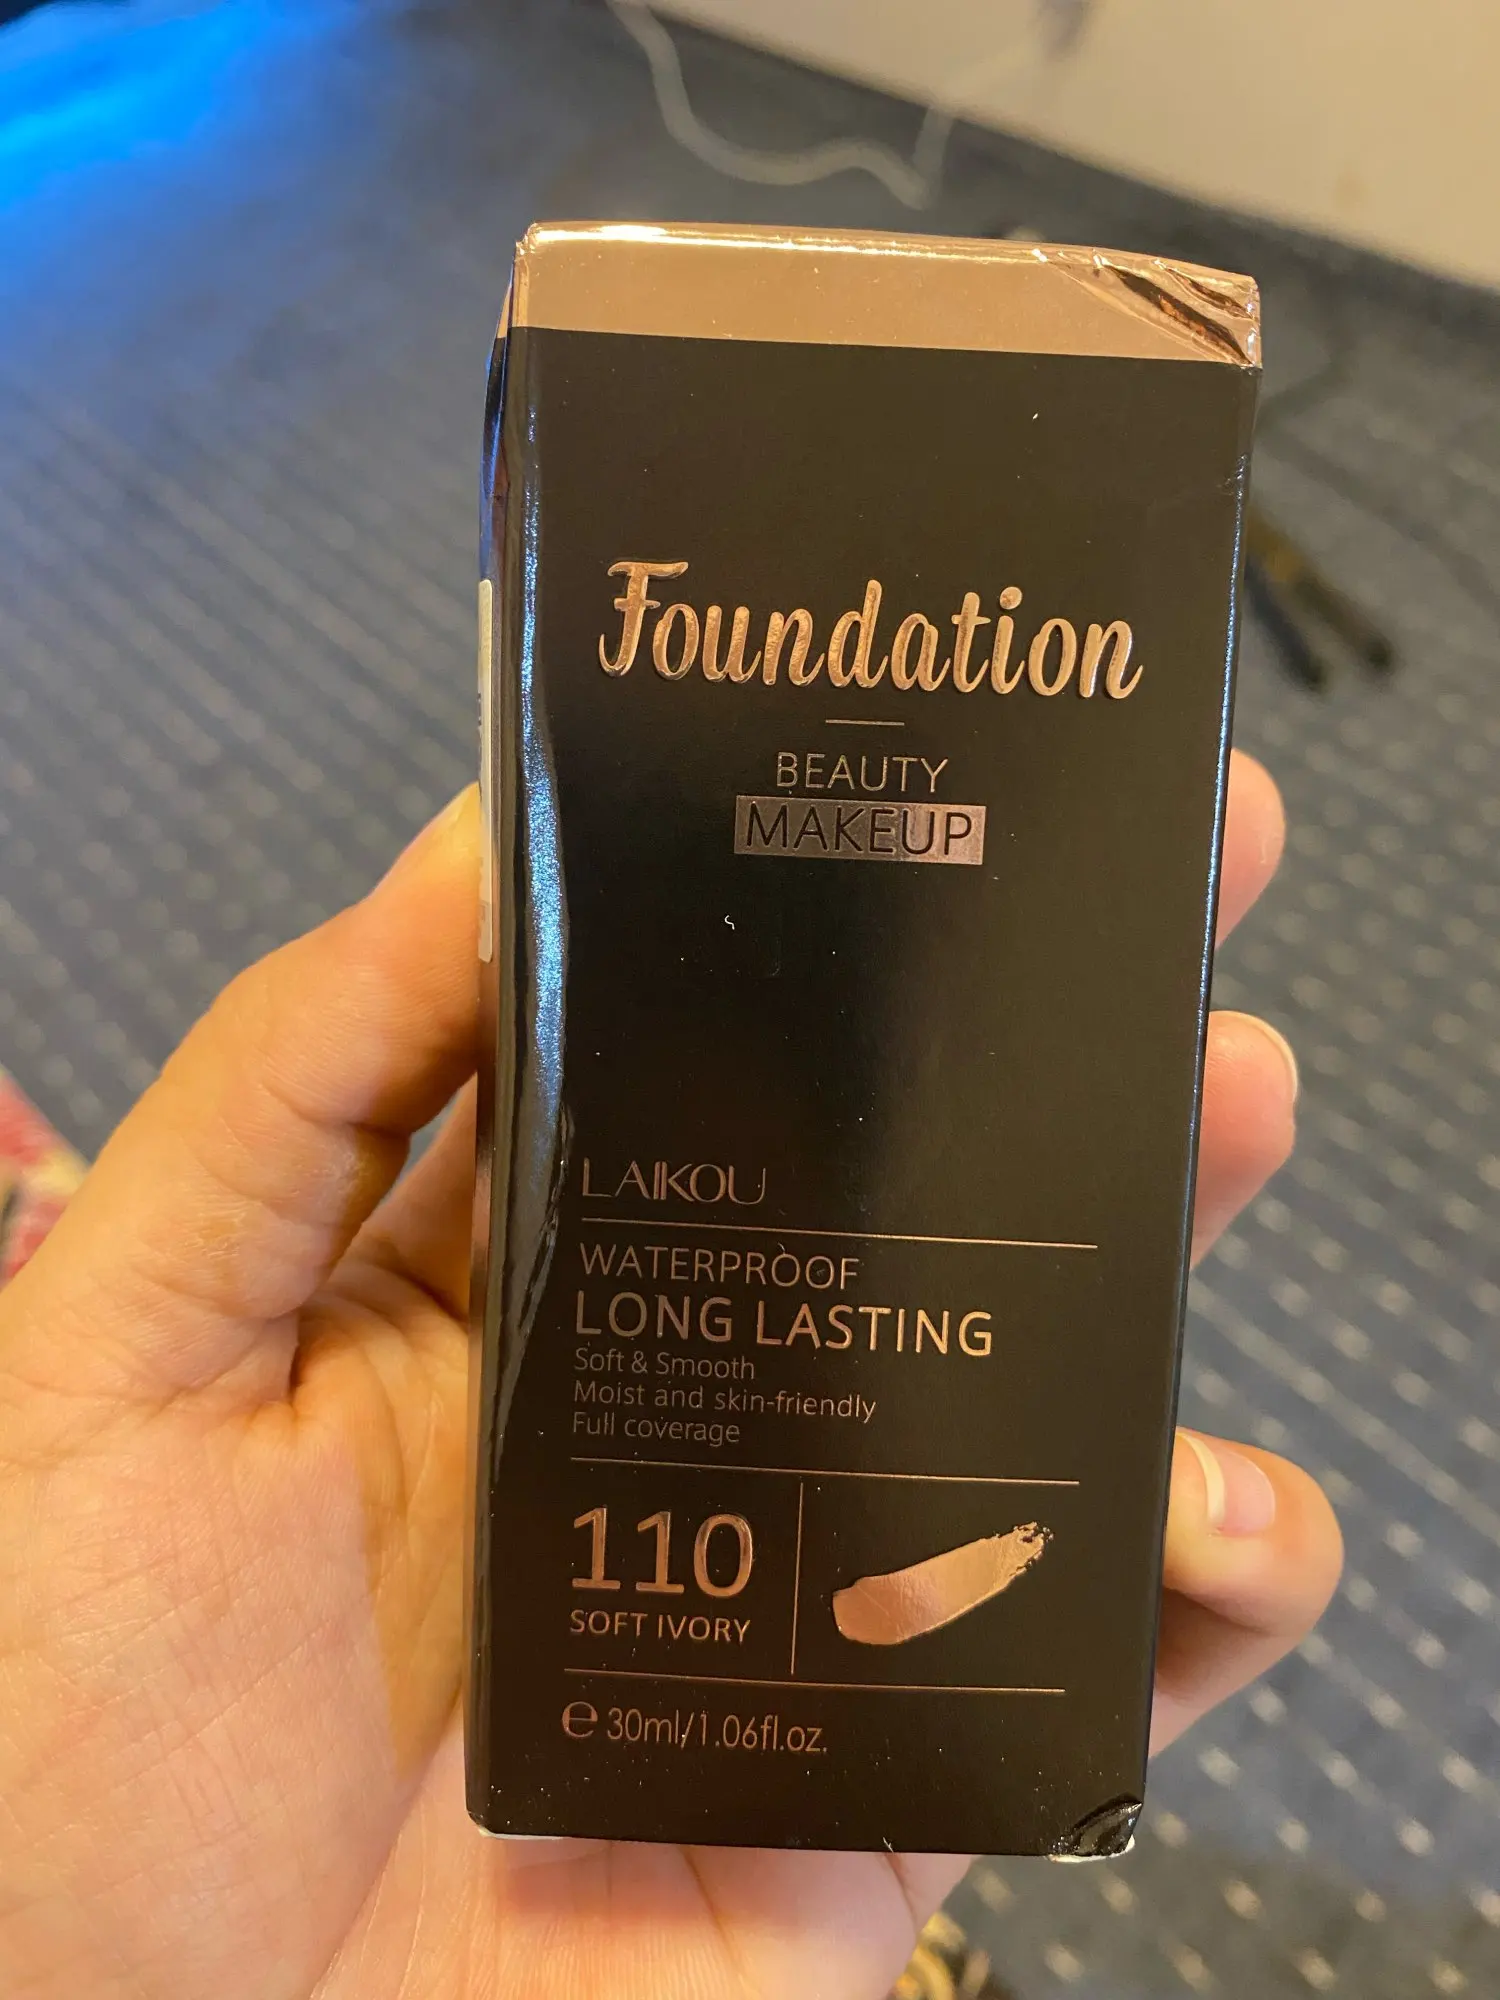 Foundation
BEAUTY
MAKEUP
LAIKOU
WATERPROOF
LONG LASTING
Soft & Smooth
Moist and skin-friendly
Full coverage
110
SOFT IVORY
℮ 30ml/1.06fl.oz.